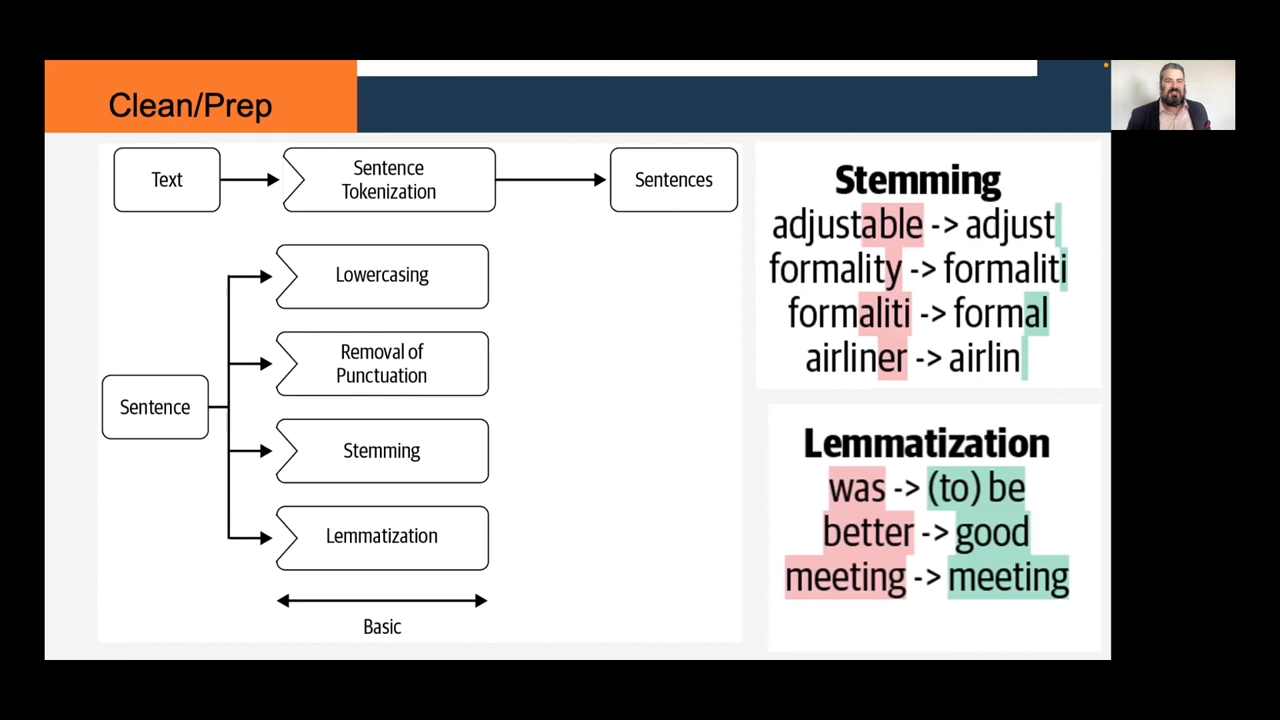 Clean/Prep
Text
Sentence
Tokenization
Sentences
Lowercasing
Removal of
Punctuation
Sentence
Stemming
Lemmatization
Basic
Stemming
adjustable -> adjust
formality -> formaliti
formaliti -> formal
airliner -> airlin
Lemmatization
was -> (to) be
better -> good
meeting -> meeting